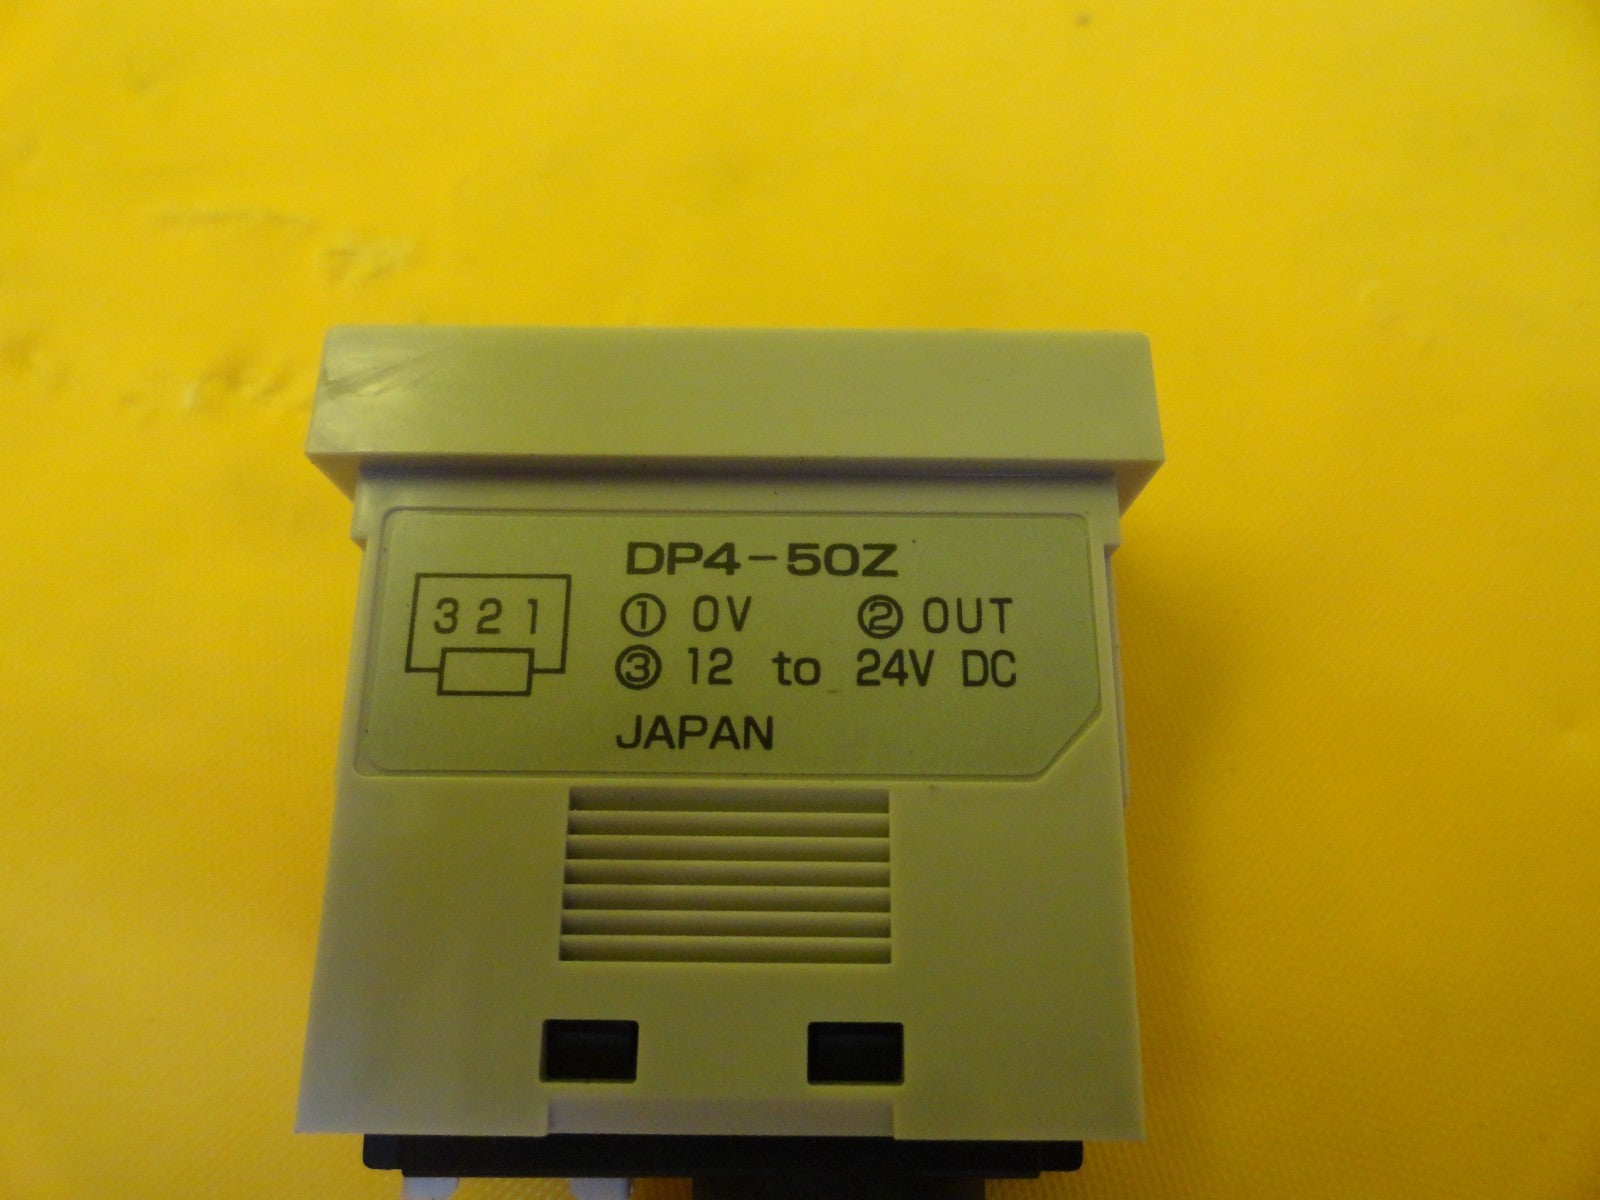 DP4-50Z
3 2 1
① 0V ② OUT
③ 12 to 24V DC
JAPAN